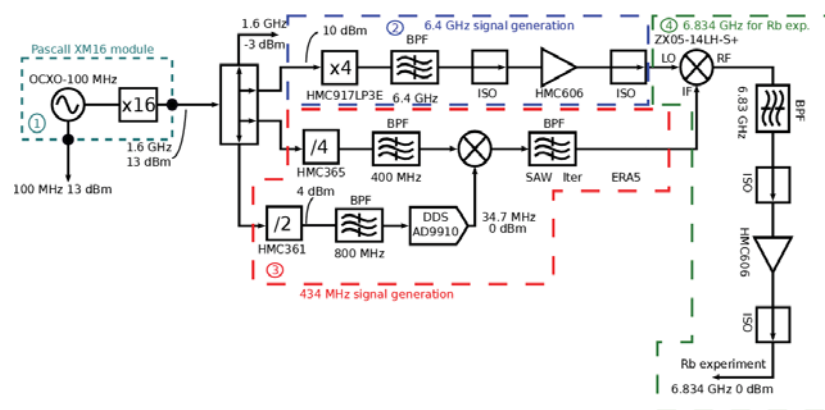 Pascall XM16 module
OCXO-100 MHz
x16
1
1.6 GHz
13 dBm
100 MHz 13 dBm
1.6 GHz
-3 dBm
10 dBm
2
6.4 GHz signal generation
x4
HMC917LP3E
BPF
6.4 GHz
ISO
HMC606
ISO
4
6.834 GHz for Rb exp.
ZX05-14LH-S+
LO
RF
IF
/4
HMC365
BPF
400 MHz
BPF
SAW Iter
ERA5
4 dBm
/2
HMC361
BPF
800 MHz
DDS
AD9910
34.7 MHz
0 dBm
3
434 MHz signal generation
BPF
6.83 GHz
ISO
HMC606
ISO
Rb experiment
6.834 GHz 0 dBm